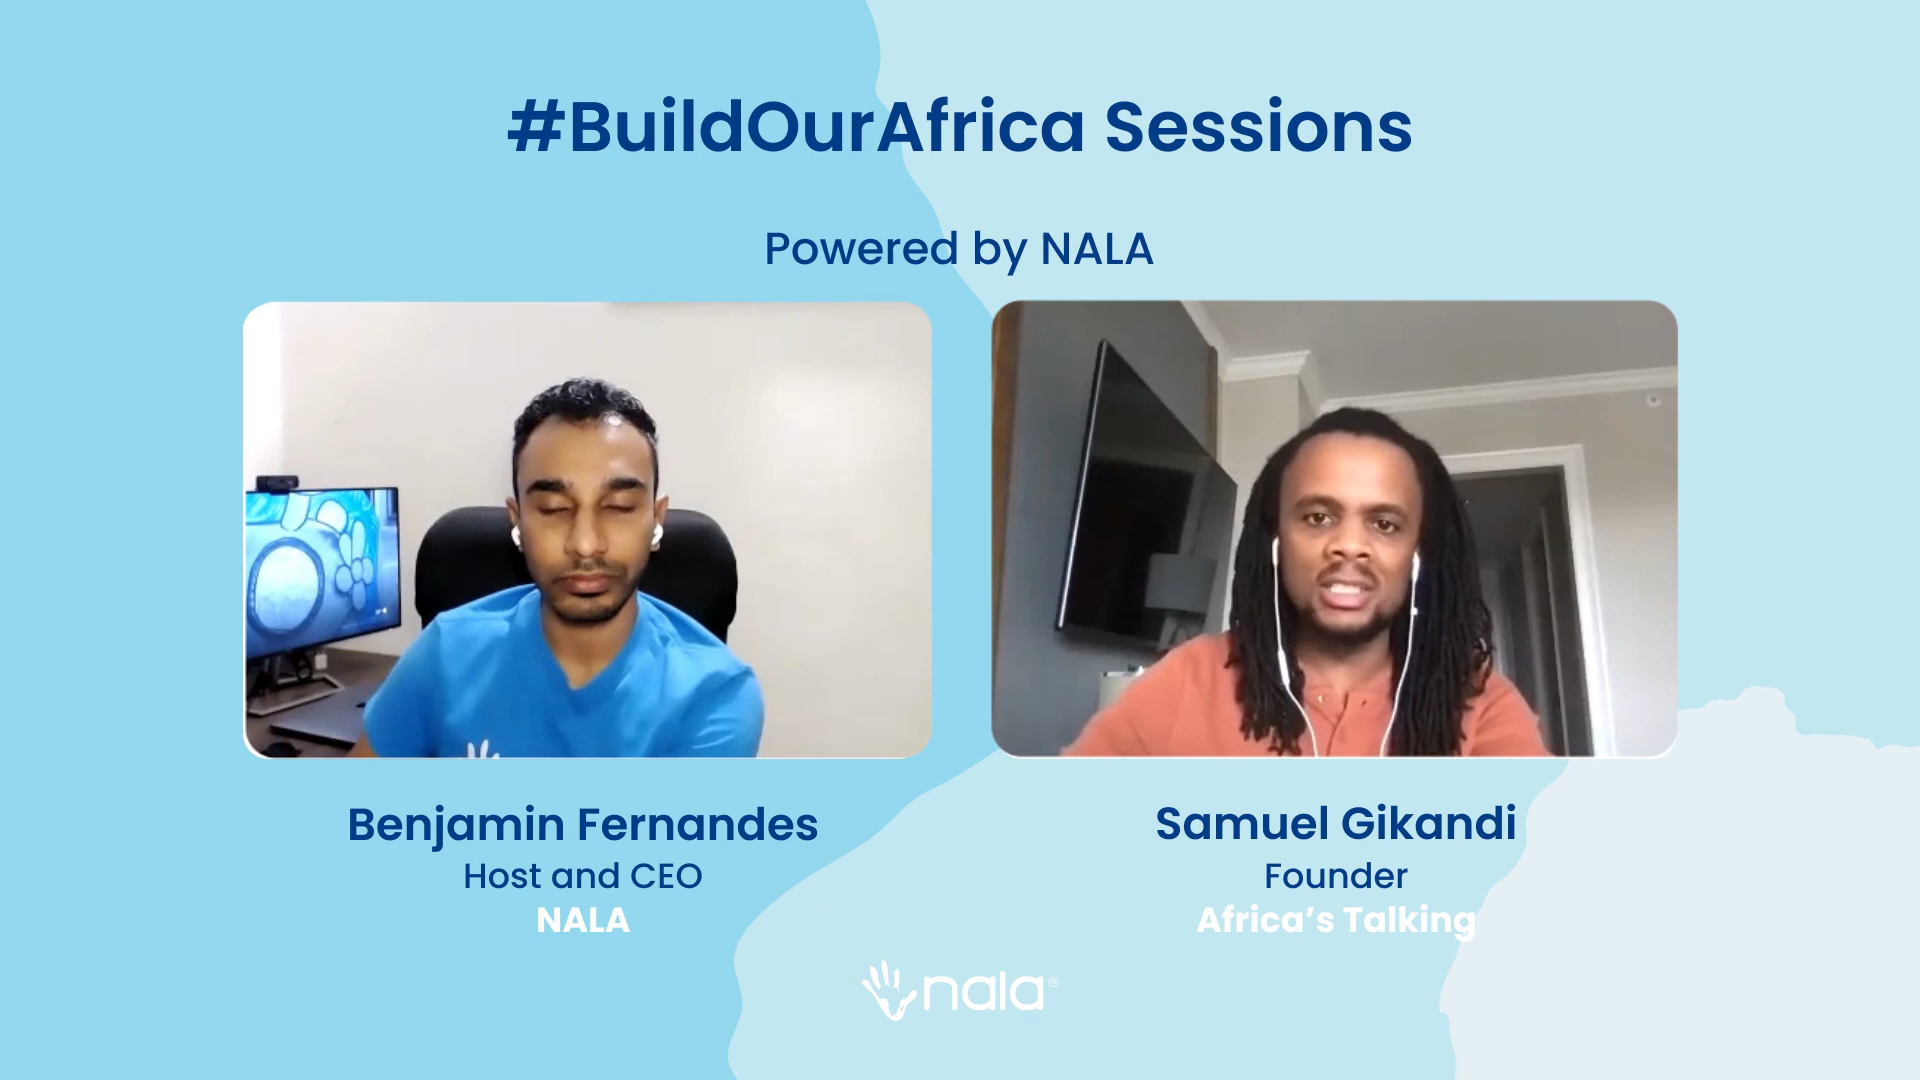 #BuildOurAfrica Sessions
Powered by NALA
Benjamin Fernandes
Host and CEO
NALA
Samuel Gikandi
Founder
Africa’s Talking
nala®